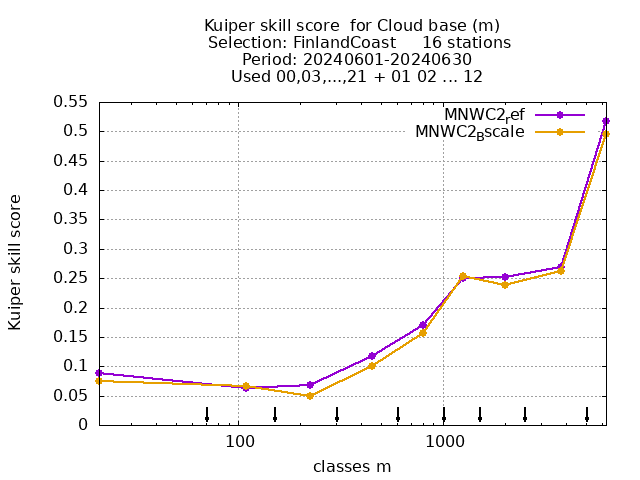 Kuiper skill score  for Cloud base (m)
Selection: FinlandCoast     16 stations
Period: 20240601-20240630
Used 00,03,...,21 + 01 02 ... 12
MNWC2ref
MNWC2Bscale
0.55
0.5
0.45
0.4
0.35
0.3
0.25
0.2
0.15
0.1
0.05
0
Kuiper skill score
100
1000
classes m